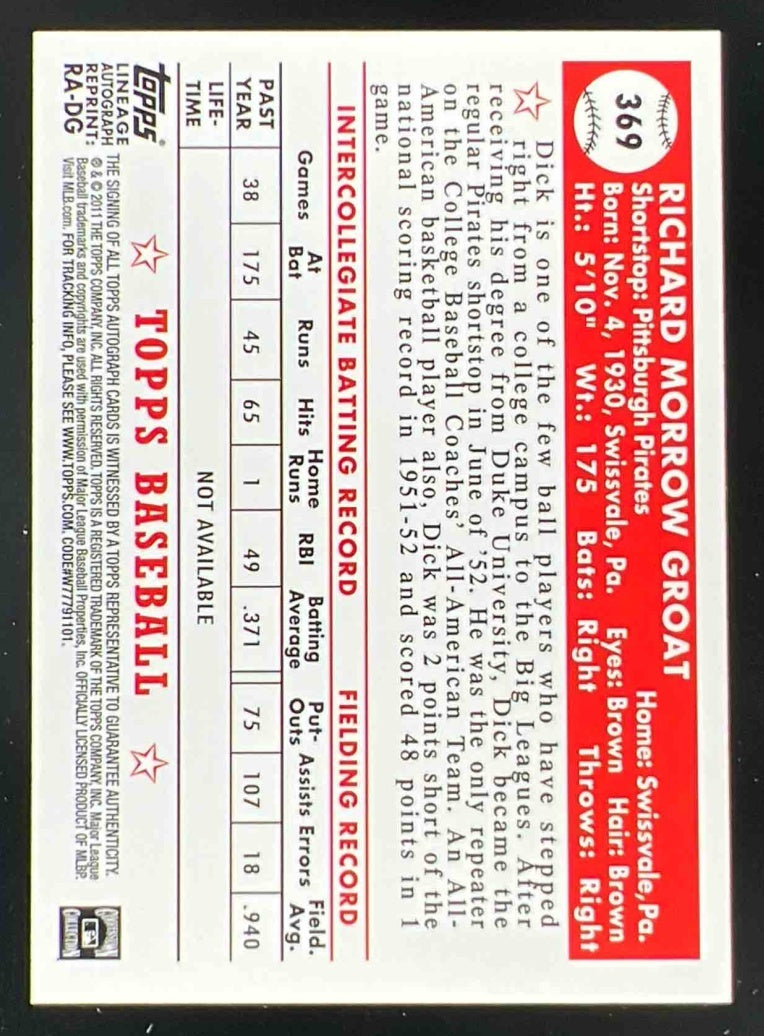 369
RICHARD MORROW GROAT
Shortstop: Pittsburgh Pirates Home: Swissvale, Pa.
Born: Nov. 4, 1930, Swissvale, Pa. Eyes: Brown Hair: Brown
Ht.: 5'10" Wt.: 175 Bats: Right Throws: Right
Dick is one of the few ball players who have stepped
right from a college campus to the Big Leagues. After
receiving his degree from Duke University, Dick became the
regular Pirates shortstop in June of '52. He was the only repeater
on the College Baseball Coaches' All-American Team. An All-
American basketball player also, Dick was 2 points short of the
national scoring record in 1951-52 and scored 48 points in 1
game.
INTERCOLLEGIATE BATTING RECORD FIELDING RECORD
Games At Bat Runs Hits Home Runs RBI Batting Average Put-Outs Assists Errors Field. Avg.
PAST YEAR 38 175 45 65 1 49 .371 75 107 18 .940
LIFE-TIME NOT AVAILABLE
topps®
LINEAGE
AUTOGRAPH
REPRINT:
RA-DG
TOPPS BASEBALL
THE SIGNING OF ALL TOPPS AUTOGRAPH CARDS IS WITNESSED BY A TOPPS REPRESENTATIVE TO GUARANTEE AUTHENTICITY.
® & © 2011 THE TOPPS COMPANY, INC. ALL RIGHTS RESERVED. TOPPS IS A REGISTERED TRADEMARK OF THE TOPPS COMPANY, INC. Major League
Baseball trademarks and copyrights are used with permission of Major League Baseball Properties, Inc. OFFICIALLY LICENSED PRODUCT OF MLBP.
Visit MLB.com. FOR TRACKING INFO, PLEASE SEE WWW.TOPPS.COM. CODE#W77791101.
COOPERSTOWN
COLLECTION